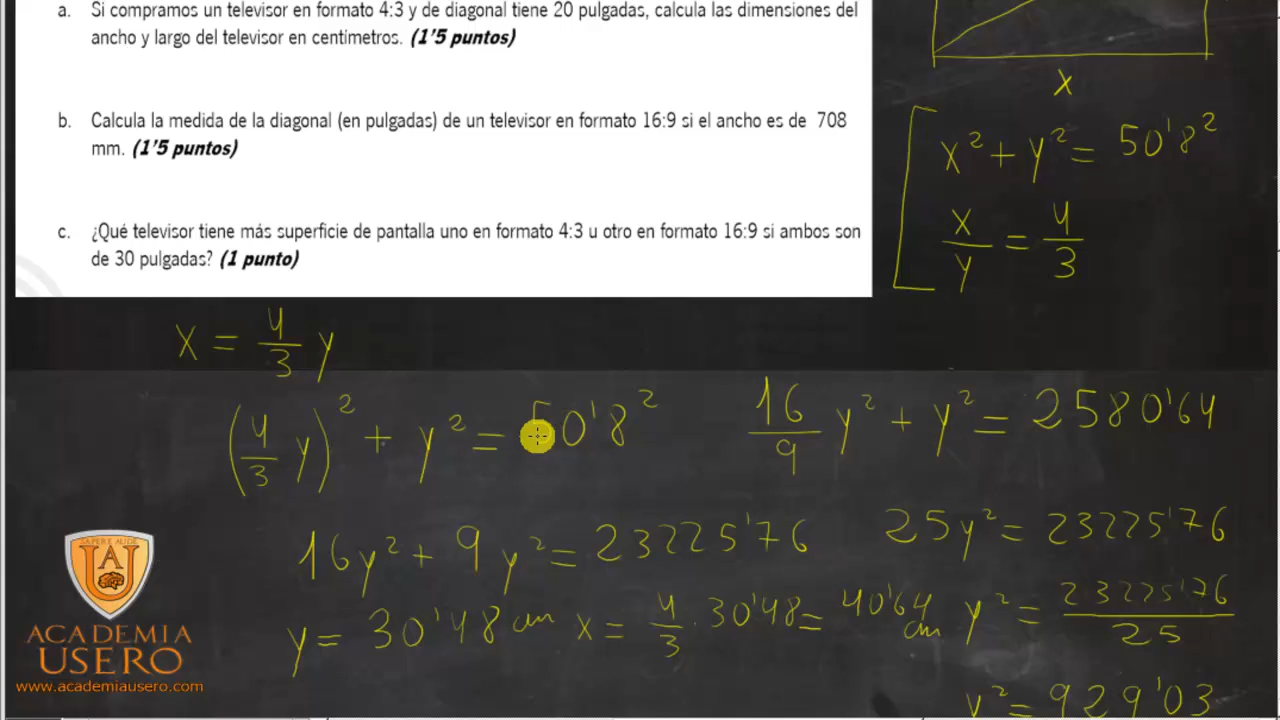 a. Si compramos un televisor en formato 4:3 y de diagonal tiene 20 pulgadas, calcula las dimensiones del
ancho y largo del televisor en centímetros. (1'5 puntos)
b. Calcula la medida de la diagonal (en pulgadas) de un televisor en formato 16:9 si el ancho es de 708
mm. (1'5 puntos)
c. ¿Qué televisor tiene más superficie de pantalla uno en formato 4:3 u otro en formato 16:9 si ambos son
de 30 pulgadas? (1 punto)
x
x² + y² = 50'8²
x/y = 4/3
x = 4/3 y
(4/3 y)² + y² = 50'8²
16/9 y² + y² = 2580'64
16y² + 9y² = 23225'76
25y² = 23225'76
y = 30'48 cm
x = 4/3 · 30'48 = 40'64 cm
y² = 23225'76/25
y² = 929'03
SAPERE AUDE
UA
ACADEMIA
USERO
www.academiausero.com